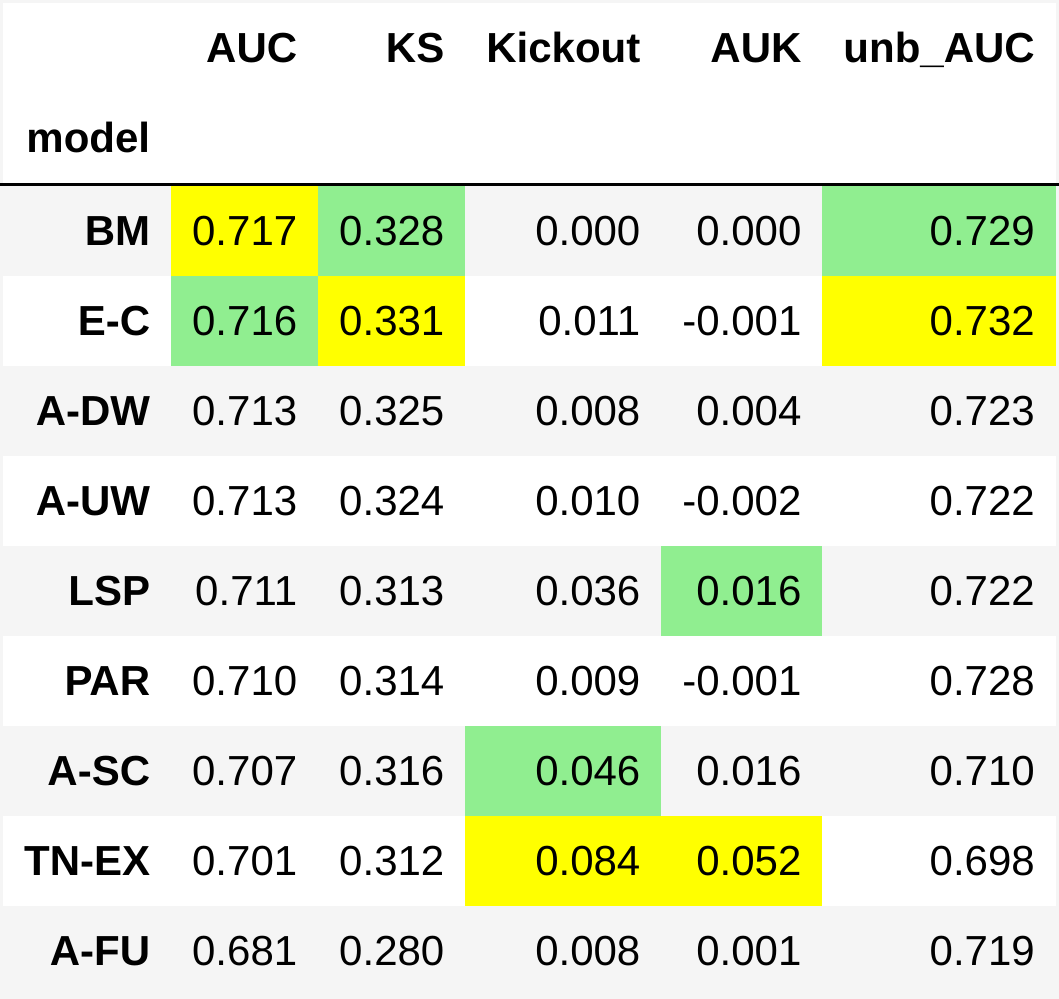 AUC KS Kickout AUK unb_AUC
model
BM 0.717 0.328 0.000 0.000 0.729
E-C 0.716 0.331 0.011 -0.001 0.732
A-DW 0.713 0.325 0.008 0.004 0.723
A-UW 0.713 0.324 0.010 -0.002 0.722
LSP 0.711 0.313 0.036 0.016 0.722
PAR 0.710 0.314 0.009 -0.001 0.728
A-SC 0.707 0.316 0.046 0.016 0.710
TN-EX 0.701 0.312 0.084 0.052 0.698
A-FU 0.681 0.280 0.008 0.001 0.719